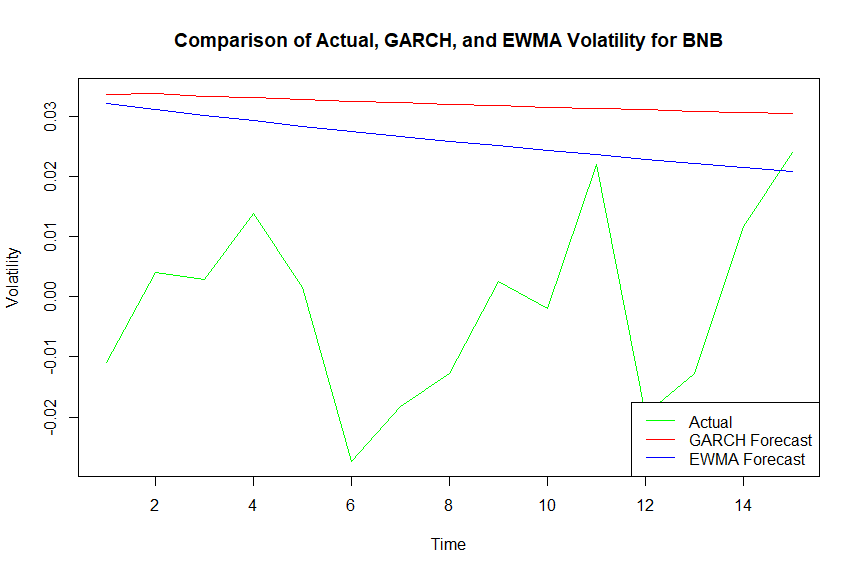 Comparison of Actual, GARCH, and EWMA Volatility for BNB
Volatility
0.03
0.02
0.01
0.00
-0.01
-0.02
Actual
GARCH Forecast
EWMA Forecast
2 4 6 8 10 12 14
Time